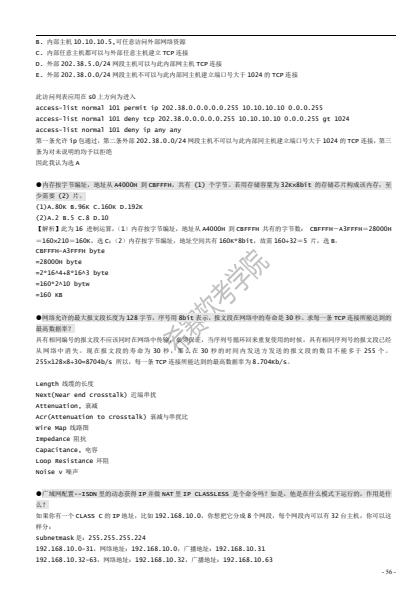 B. 内部主机 10.10.10.5,可任意访问外部网络资源
C. 内部任意主机都可以与外部任意主机建立 TCP 连接
D. 外部 202.38.5.0/24 网段主机可以与此内部网主机 TCP 连接
E. 外部 202.38.0.0/24 网段主机不可以与此内部同主机建立端口号大于 1024 的 TCP 连接
此访问列表应用在 s0 上方向为进入
access-list normal 101 permit ip 202.38.0.0.0.0.255 10.10.10.10 0.0.0.255
access-list normal 101 deny tcp 202.38.0.0.0.0.255 10.10.10.10 0.0.0.255 gt 1024
access-list normal 101 deny ip any any
第一条允许 ip 包通过，第二条外部 202.38.0.0/24 网段主机不可以与此内部同主机建立端口号大于 1024 的 TCP 连接，第三
条为对未说明的均予以拒绝
因此我认为选 A
●内存按字节编址，地址从 A4000H 到 CBFFFH，共有 (1) 个字节。若用存储容量为 32Kx8bit 的存储芯片构成该内存，至
少需要 (2) 片。
(1)A.80K B.96K C.160K D.192K
(2)A.2 B.5 C.8 D.10
【解析】此为 16 进制运算。（1）内存按字节编址，地址从 A4000H 到 CBFFFH 共有的字节数：CBFFFH－A3FFFH＝28000H
＝160×210＝160K。选 C。（2）内存按字节编址，地址空间共有 160K*8bit，故需 160÷32＝5 片，选 B。
CBFFFH-A3FFFH byte
=28000H byte
=2*16^4+8*16^3 byte
=160*2^10 bytw
=160 KB
●网络允许的最大报文段长度为 128 字节，序号用 8bit 表示，报文段在网络中的寿命是 30 秒。求每一条 TCP 连接所能达到的
最高数据率?
具有相同编号的报文段不应该同时在网络中传输，必须保证，当序列号循环回来重复使用的时候，具有相同序列号的报文段已经
从网络中消失。现在报文段的寿命为 30 秒，那么在 30 秒的时间内发送方发送的报文段的数目不能多于 255 个。
255×128×8÷30=8704b/s 所以，每一条 TCP 连接所能达到的最高数据率为 8.704Kb/s。
Length 线缆的长度
Next(Near end crosstalk) 近端串扰
Attenuation, 衰减
Acr(Attenuation to crosstalk) 衰减与串扰比
Wire Map 线路图
Impedance 阻抗
Capacitance, 电容
Loop Resistance 环阻
Noise v 噪声
●广域网配置--ISDN 里的动态获得 IP 并做 NAT 里 IP CLASSLESS 是个命令吗? 如是，他是在什么模式下运行的，作用是什
么?
如果你有一个 CLASS C 的 IP 地址，比如 192.168.10.0，你想把它分成 8 个网段，每个网段内可以有 32 台主机，你可以这
样分：
subnetmask 是：255.255.255.224
192.168.10.0-31，网络地址：192.168.10.0，广播地址：192.168.10.31
192.168.10.32-63，网络地址：192.168.10.32，广播地址：192.168.10.63
- 56 -
希赛软考学院